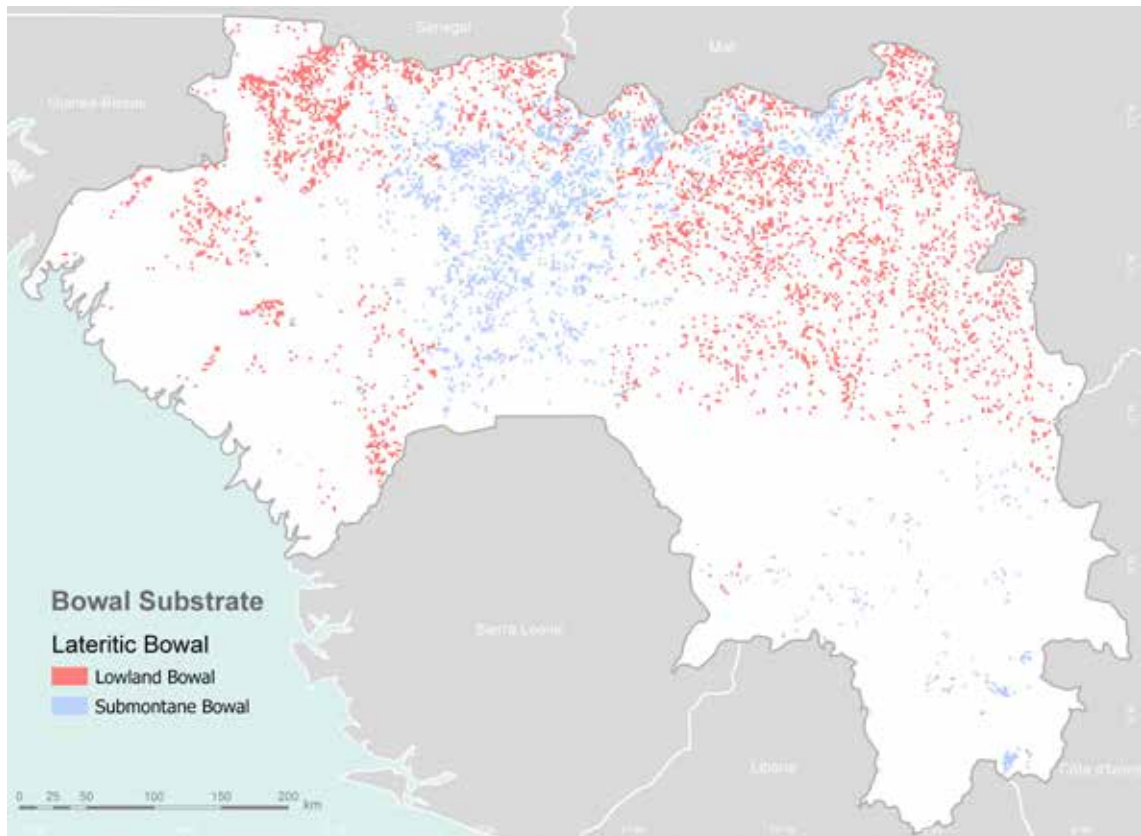 Senegal
Mali
Guinea-Bissau
Sierra Leone
Liberia
Côte d'Ivoire
Bowal Substrate
Lateritic Bowal
Lowland Bowal
Submontane Bowal
0 25 50 100 150 200 km